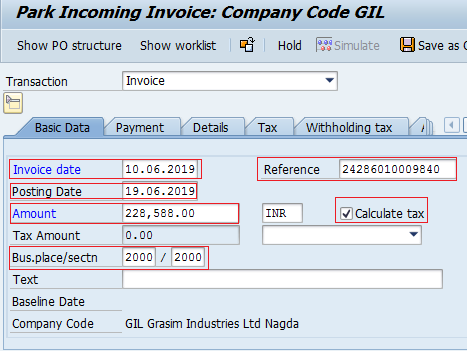 Park Incoming Invoice: Company Code GIL
Show PO structure Show worklist Hold Simulate Save as C
Transaction Invoice
Basic Data Payment Details Tax Withholding tax
Invoice date 10.06.2019 Reference 24286010009840
Posting Date 19.06.2019
Amount 228,588.00 INR Calculate tax
Tax Amount 0.00
Bus.place/sectn 2000 / 2000
Text
Baseline Date
Company Code GIL Grasim Industries Ltd Nagda